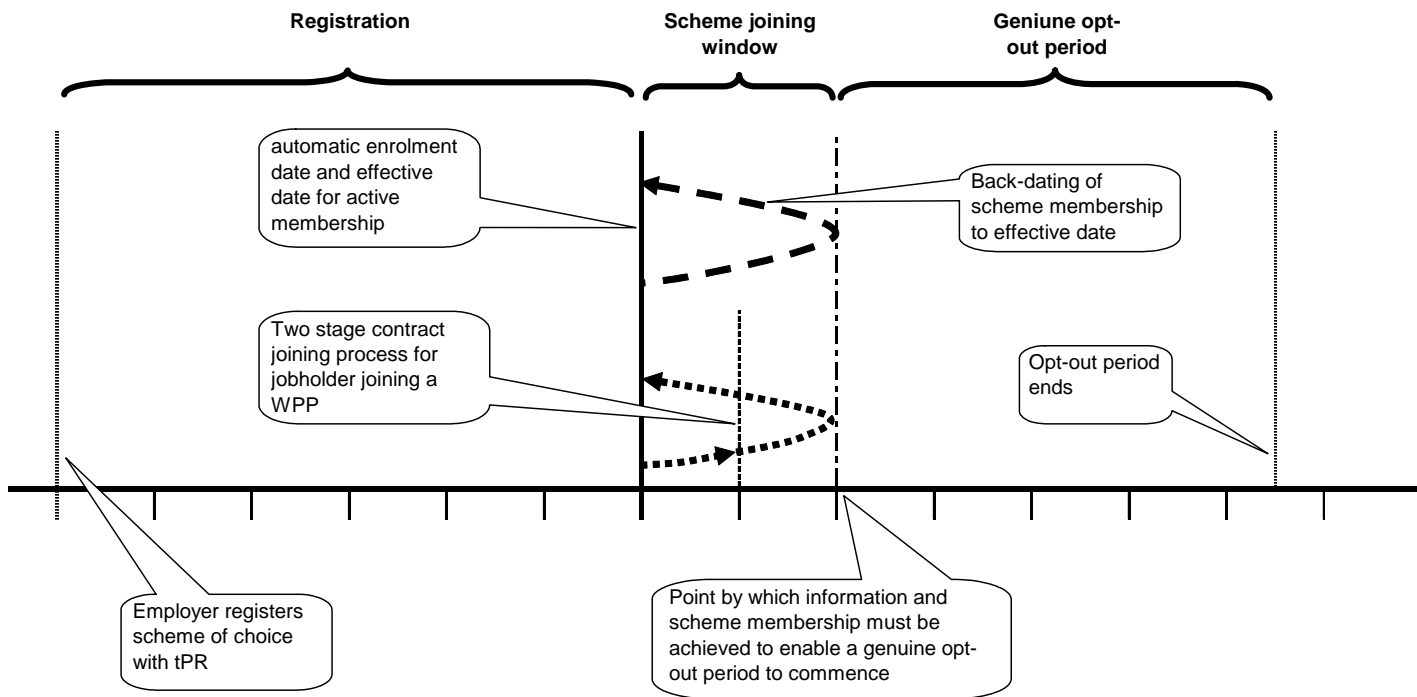 Registration
Scheme joining
window
Geniune opt-
out period
automatic enrolment
date and effective
date for active
membership
Back-dating of
scheme membership
to effective date
Two stage contract
joining process for
jobholder joining a
WPP
Opt-out period
ends
Employer registers
scheme of choice
with tPR
Point by which information and
scheme membership must be
achieved to enable a genuine opt-
out period to commence